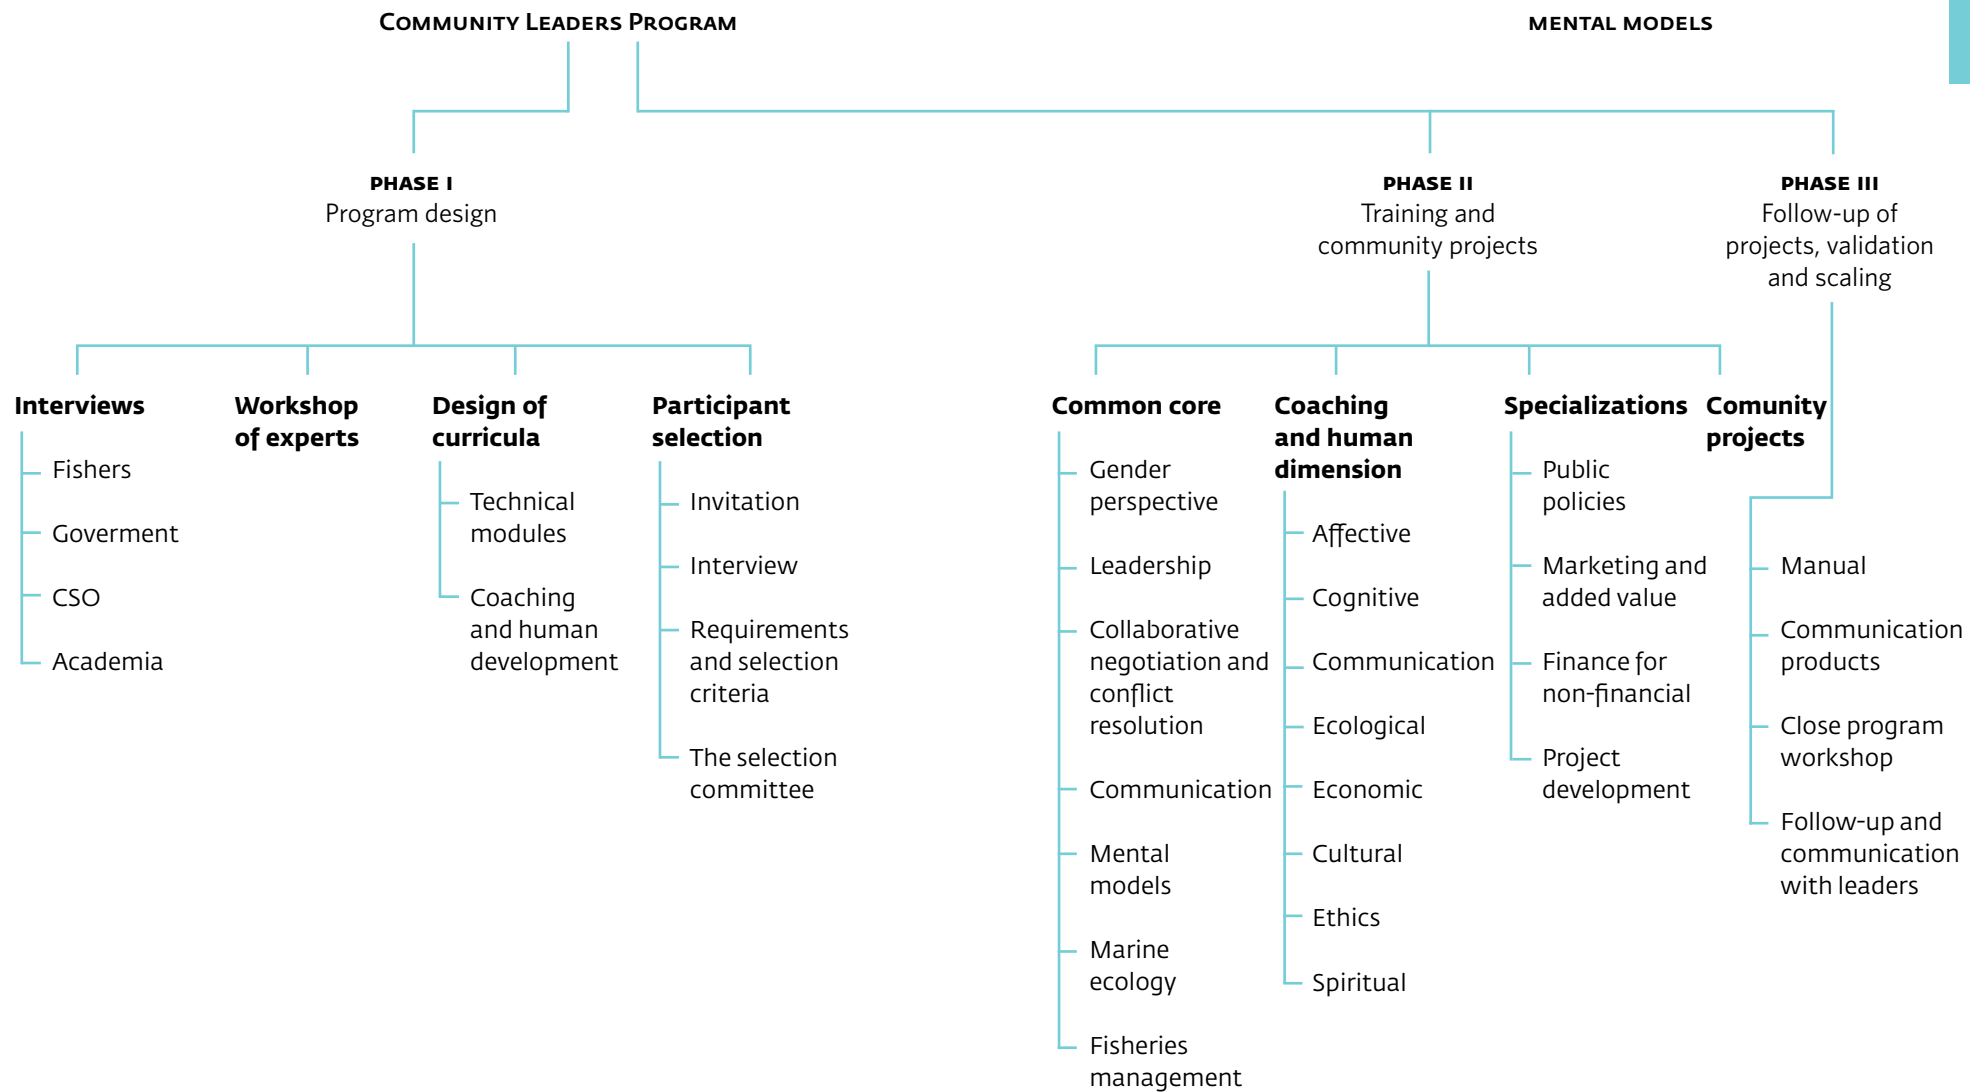 Community Leaders Program
MENTAL MODELS
PHASE I
Program design
PHASE II
Training and
community projects
PHASE III
Follow-up of
projects, validation
and scaling
Interviews
Fishers
Goverment
CSO
Academia
Workshop
of experts
Design of
curricula
Technical
modules
Coaching
and human
development
Participant
selection
Invitation
Interview
Requirements
and selection
criteria
The selection
committee
Common core
Gender
perspective
Leadership
Collaborative
negotiation and
conflict
resolution
Communication
Mental
models
Marine
ecology
Fisheries
management
Coaching
and human
dimension
Affective
Cognitive
Communication
Ecological
Economic
Cultural
Ethics
Spiritual
Specializations
Public
policies
Marketing and
added value
Finance for
non-financial
Project
development
Comunity
projects
Manual
Communication
products
Close program
workshop
Follow-up and
communication
with leaders